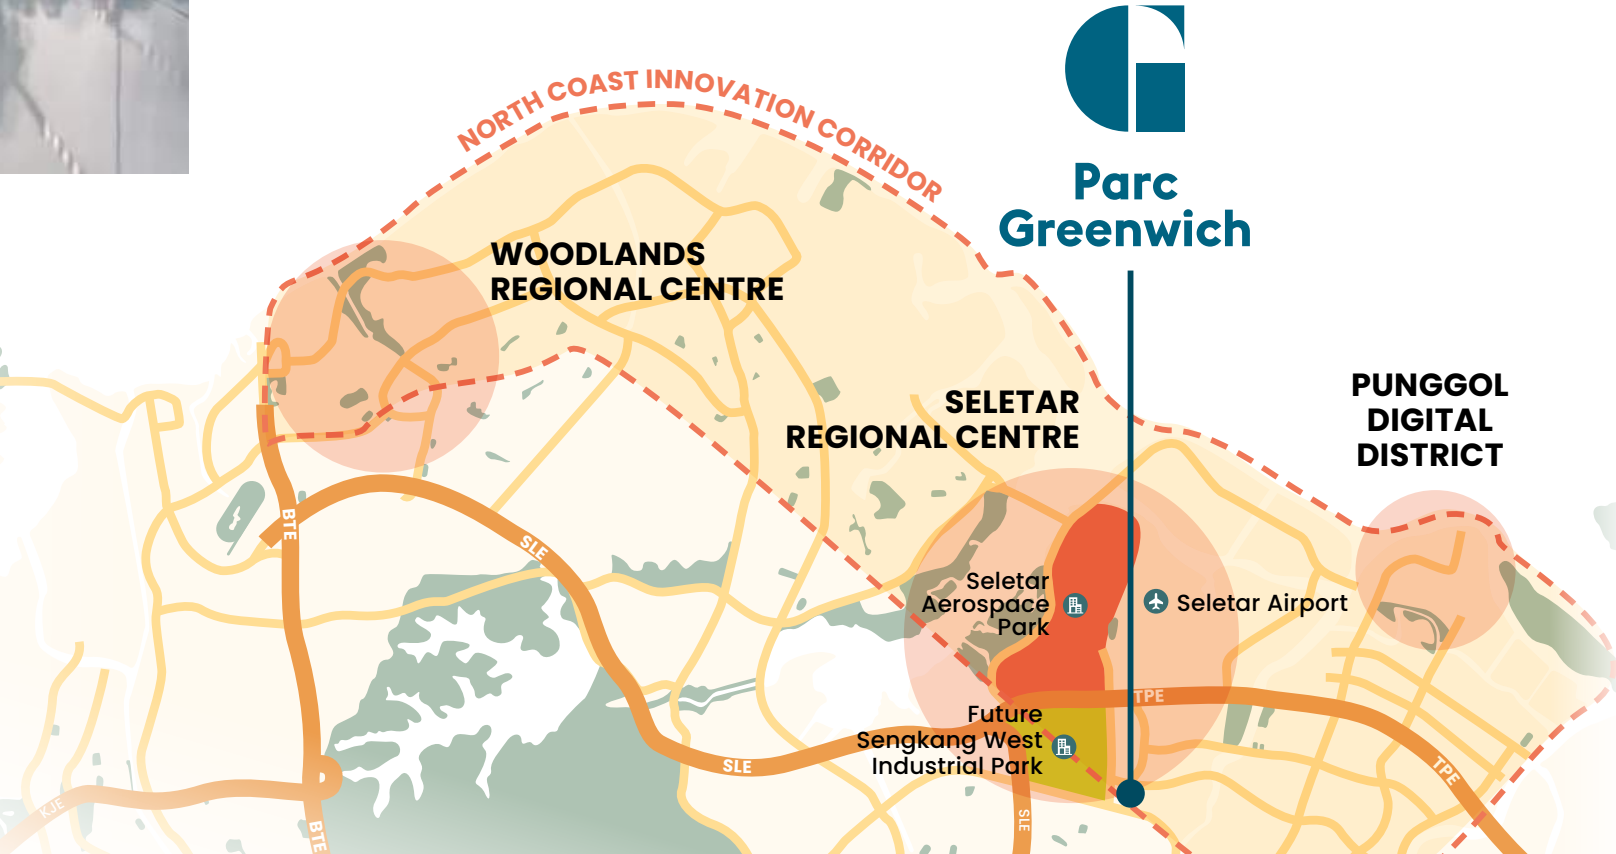 NORTH COAST INNOVATION CORRIDOR
Parc
Greenwich
WOODLANDS
REGIONAL CENTRE
SELETAR
REGIONAL CENTRE
PUNGGOL
DIGITAL
DISTRICT
BTE
SLE
Seletar
Aerospace
Park
Seletar Airport
TPE
Future
Sengkang West
Industrial Park
SLE
TPE
KJE
BTE
SLE